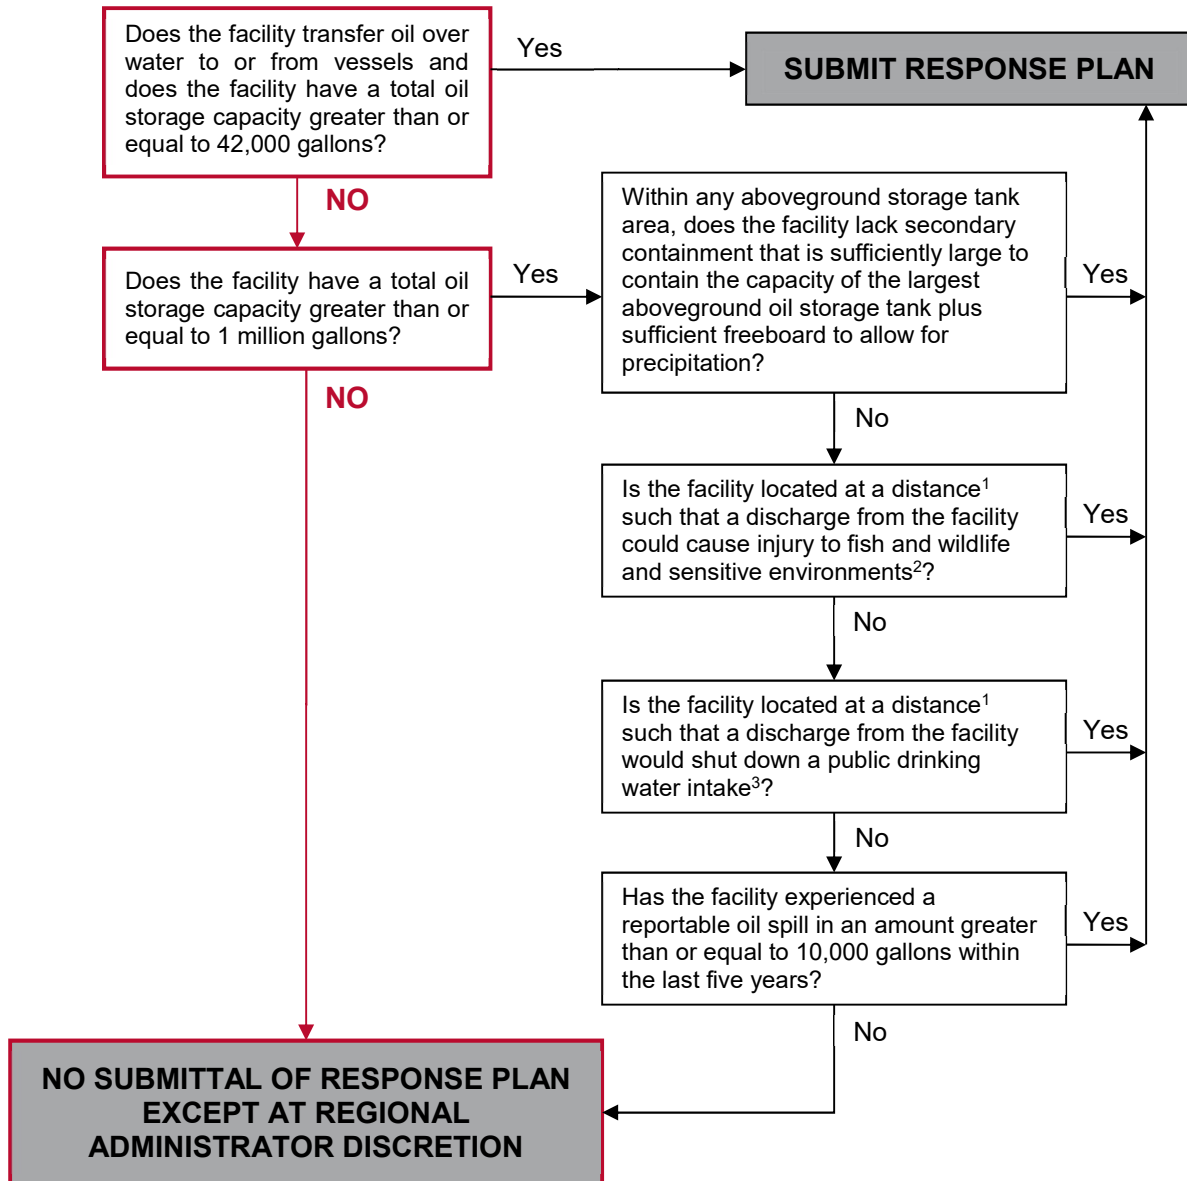 Does the facility transfer oil over
water to or from vessels and
does the facility have a total oil
storage capacity greater than or
equal to 42,000 gallons?
Yes
SUBMIT RESPONSE PLAN
NO
Does the facility have a total oil
storage capacity greater than or
equal to 1 million gallons?
Yes
Within any aboveground storage tank
area, does the facility lack secondary
containment that is sufficiently large to
contain the capacity of the largest
aboveground oil storage tank plus
sufficient freeboard to allow for
precipitation?
Yes
NO
No
Is the facility located at a distance¹
such that a discharge from the facility
could cause injury to fish and wildlife
and sensitive environments²?
Yes
No
Is the facility located at a distance¹
such that a discharge from the facility
would shut down a public drinking
water intake³?
Yes
No
Has the facility experienced a
reportable oil spill in an amount greater
than or equal to 10,000 gallons within
the last five years?
Yes
No
NO SUBMITTAL OF RESPONSE PLAN
EXCEPT AT REGIONAL
ADMINISTRATOR DISCRETION